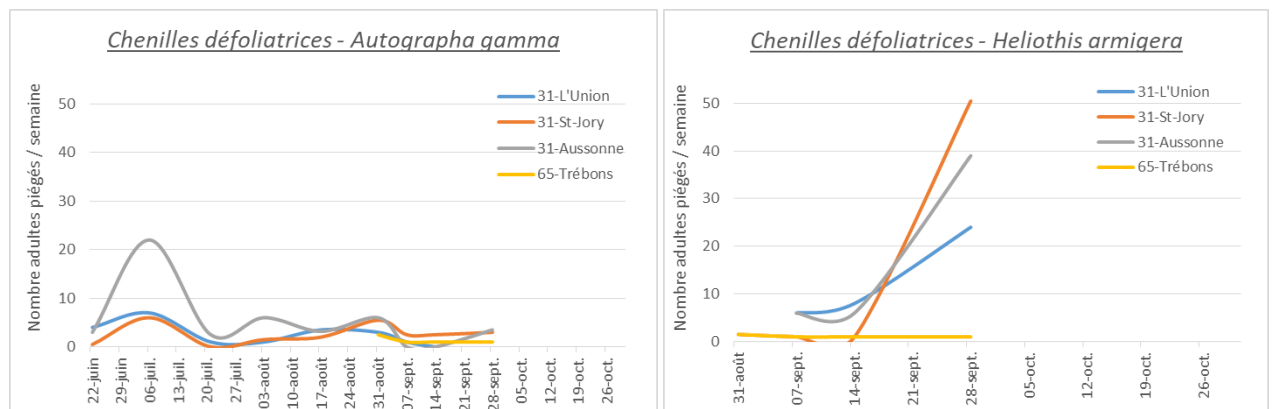 Chenilles défoliatrices - Autographa gamma
Nombre adultes piégés / semaine
50
40
30
20
10
0
31-L'Union
31-St-Jory
31-Aussonne
65-Trébons
22-juin
29-juin
06-juil.
13-juil.
20-juil.
27-juil.
03-août
10-août
17-août
24-août
31-août
07-sept.
14-sept.
21-sept.
28-sept.
05-oct.
12-oct.
19-oct.
26-oct.
Chenilles défoliatrices - Heliothis armigera
Nombre adultes piégés / semaine
50
40
30
20
10
0
31-L'Union
31-St-Jory
31-Aussonne
65-Trébons
31-août
07-sept.
14-sept.
21-sept.
28-sept.
05-oct.
12-oct.
19-oct.
26-oct.